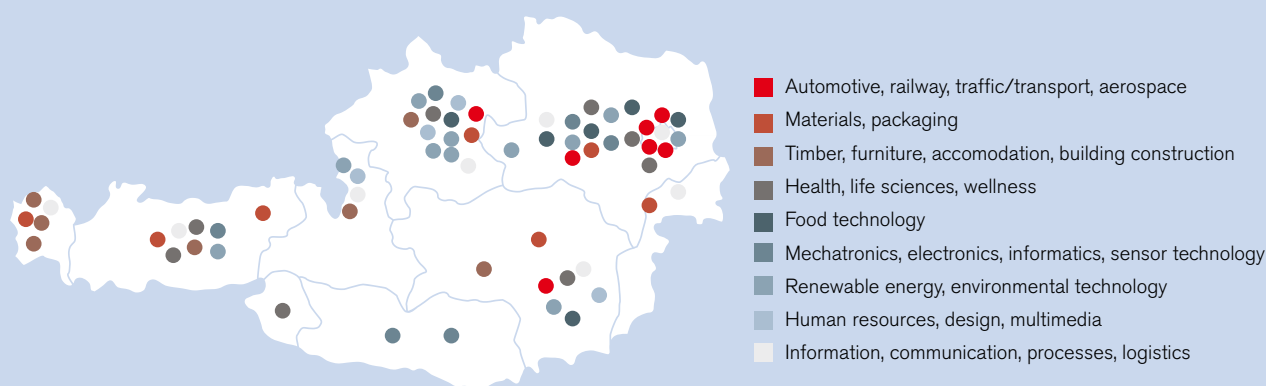 Automotive, railway, traffic/transport, aerospace
Materials, packaging
Timber, furniture, accomodation, building construction
Health, life sciences, wellness
Food technology
Mechatronics, electronics, informatics, sensor technology
Renewable energy, environmental technology
Human resources, design, multimedia
Information, communication, processes, logistics